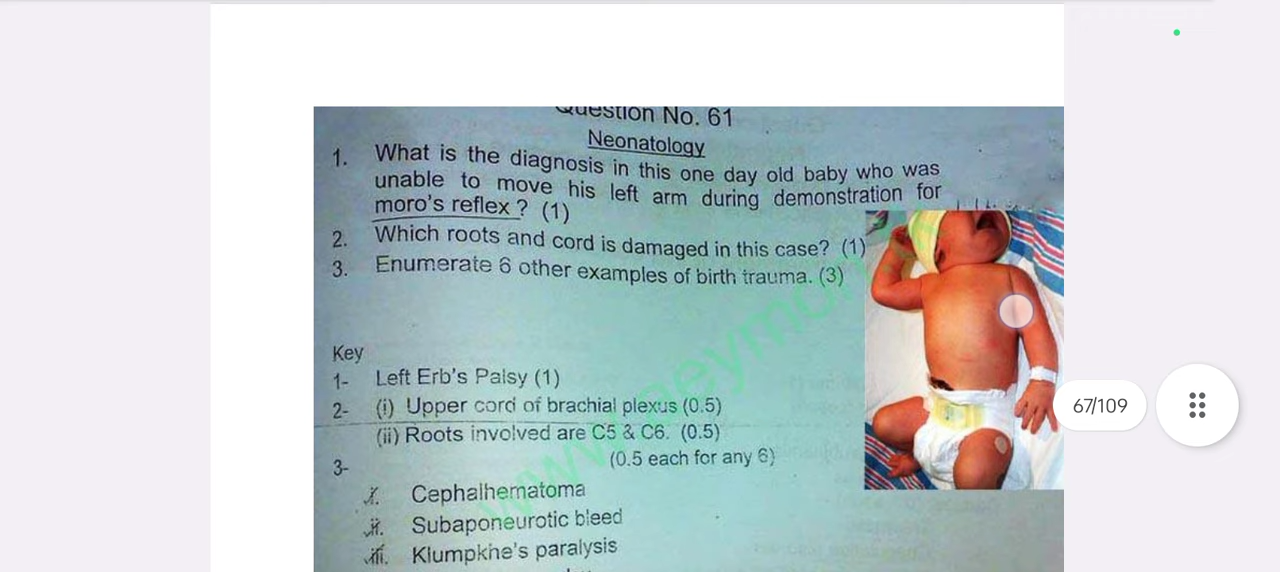 Question No. 61
Neonatology
1. What is the diagnosis in this one day old baby who was
unable to move his left arm during demonstration for
moro's reflex ? (1)
2. Which roots and cord is damaged in this case? (1)
3. Enumerate 6 other examples of birth trauma. (3)
Key
1- Left Erb's Palsy (1)
2- (i) Upper cord of brachial plexus (0.5)
(ii) Roots involved are C5 & C6. (0.5)
3- (0.5 each for any 6)
i. Cephalhematoma
ii. Subaponeurotic bleed
iii. Klumpkhe's paralysis
67/109